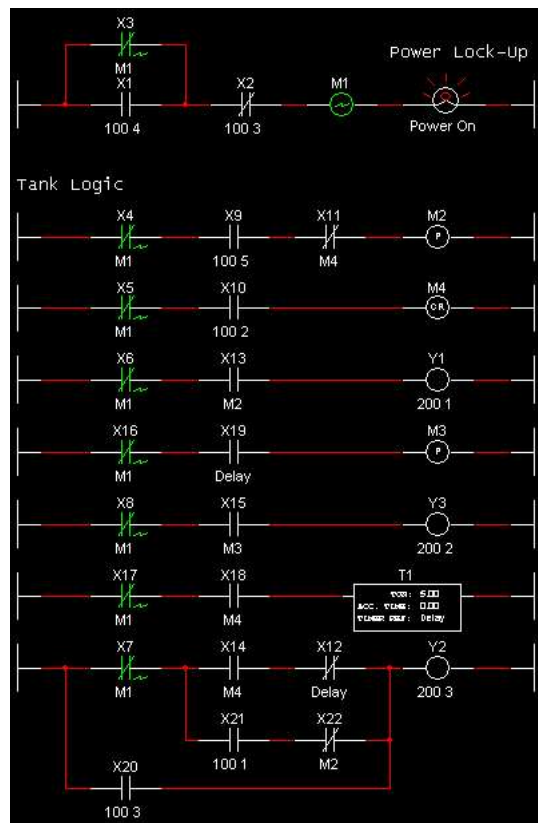 X3
Power Lock-Up
M1
X1 X2 M1
100 4 100 3 Power On
Tank Logic
X4 X9 X11 M2
P
M1 100 5 M4
X5 X10 M4
CR
M1 100 2
X6 X13 Y1
M1 M2 200 1
X16 X19 M3
P
M1 Delay
X8 X15 Y3
M1 M3 200 2
X17 X18 T1
TON: 5.00
ACC. TIME: 0.00
TIMER REF: Delay
M1 M4
X7 X14 X12 Y2
M1 M4 Delay 200 3
X21 X22
100 1 M2
X20
100 3